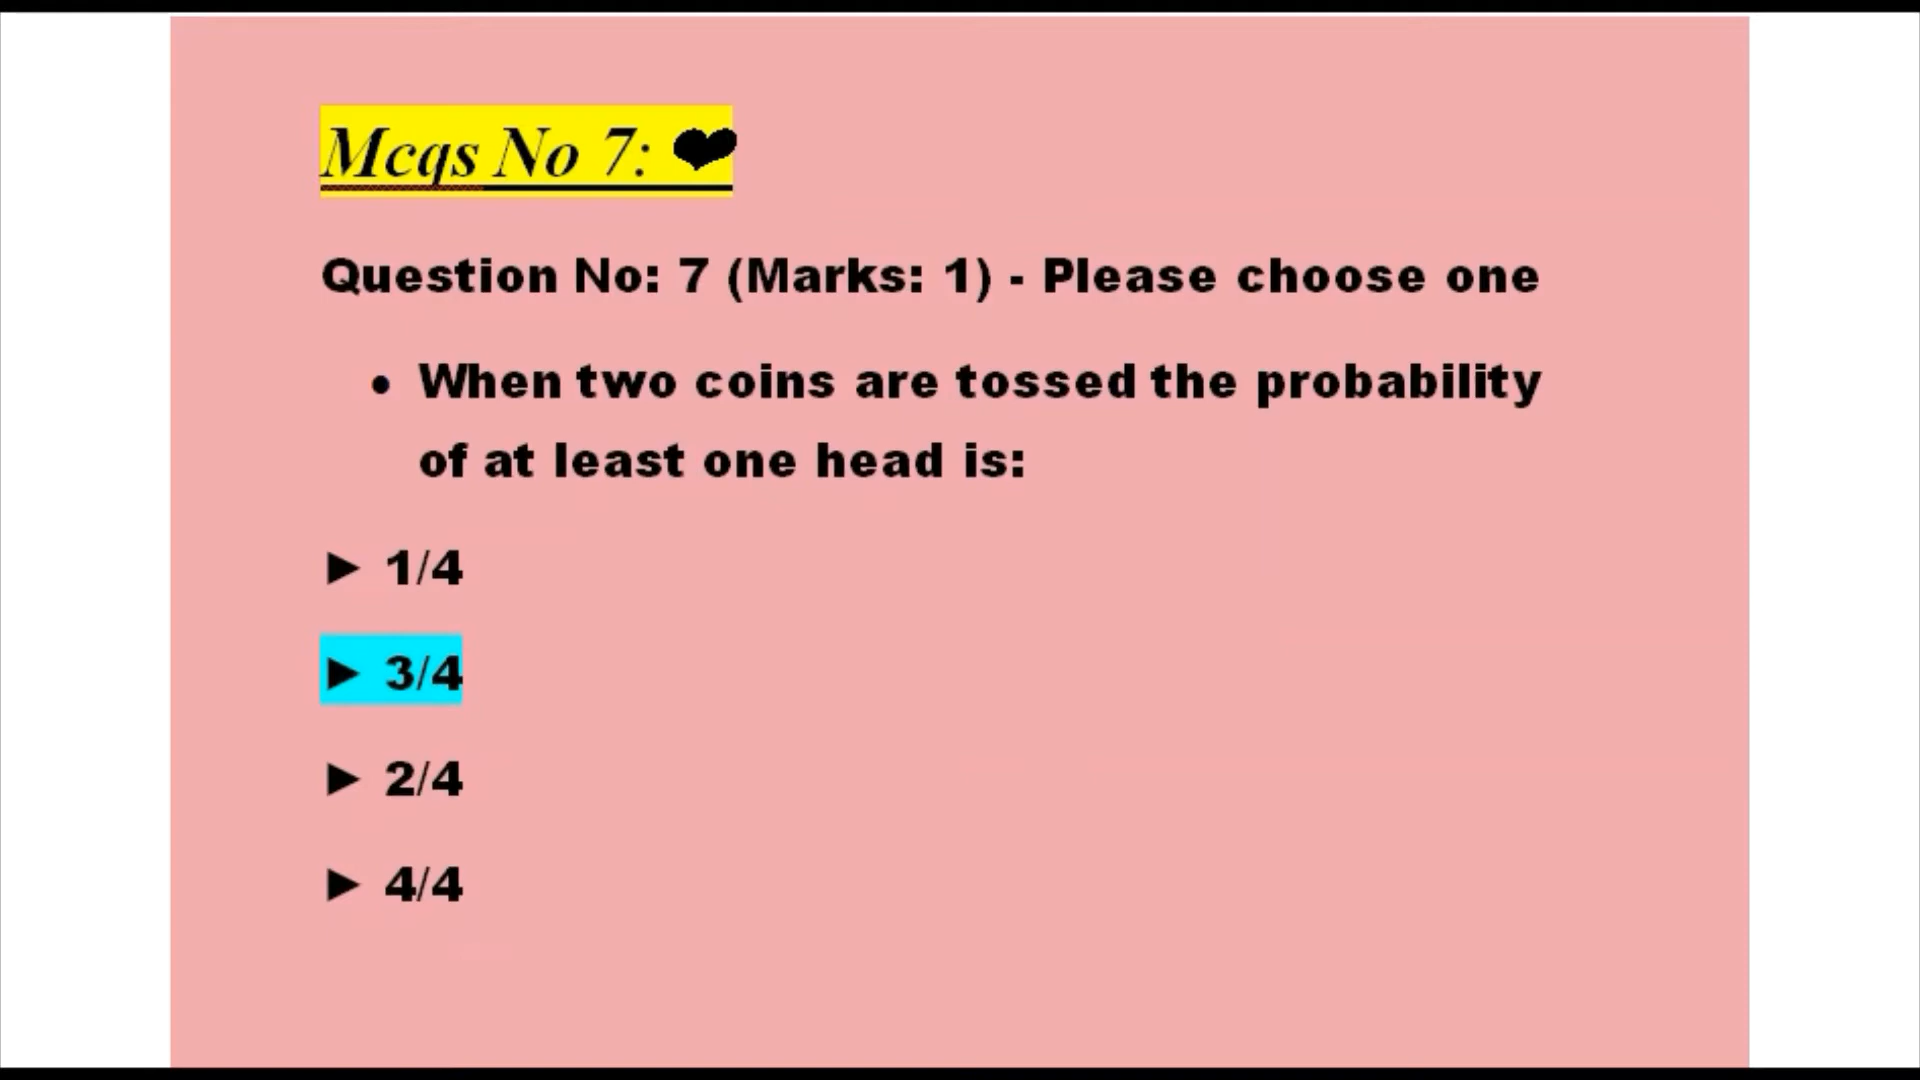 Mcqs No 7: ❤
Question No: 7 (Marks: 1) - Please choose one
• When two coins are tossed the probability
of at least one head is:
► 1/4
► 3/4
► 2/4
► 4/4